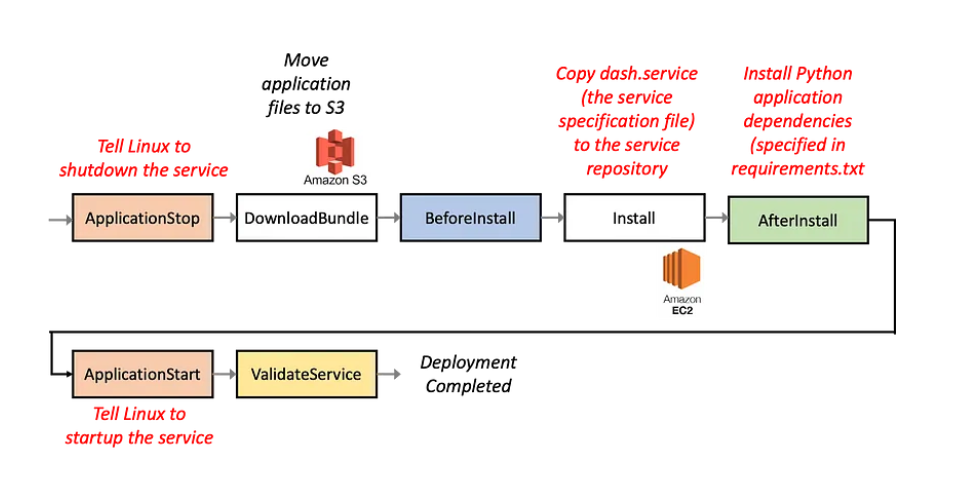 Move
application
files to S3
Copy dash.service
(the service
specification file)
to the service
repository
Install Python
application
dependencies
(specified in
requirements.txt
Tell Linux to
shutdown the service
Amazon S3
ApplicationStop
DownloadBundle
BeforeInstall
Install
AfterInstall
Amazon
EC2
ApplicationStart
ValidateService
Deployment
Completed
Tell Linux to
startup the service